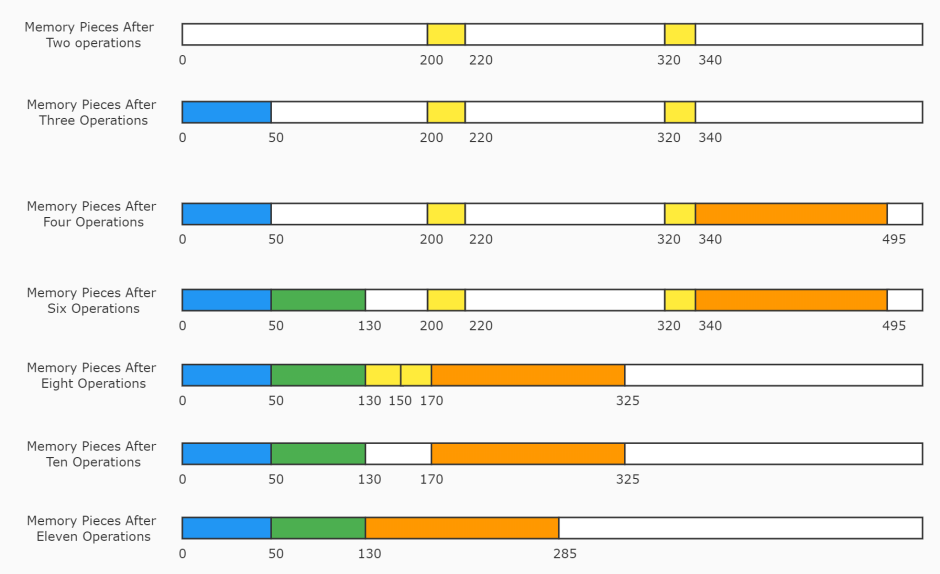 Memory Pieces After
Two operations
0 200 220 320 340
Memory Pieces After
Three Operations
0 50 200 220 320 340
Memory Pieces After
Four Operations
0 50 200 220 320 340 495
Memory Pieces After
Six Operations
0 50 130 200 220 320 340 495
Memory Pieces After
Eight Operations
0 50 130 150 170 325
Memory Pieces After
Ten Operations
0 50 130 170 325
Memory Pieces After
Eleven Operations
0 50 130 285